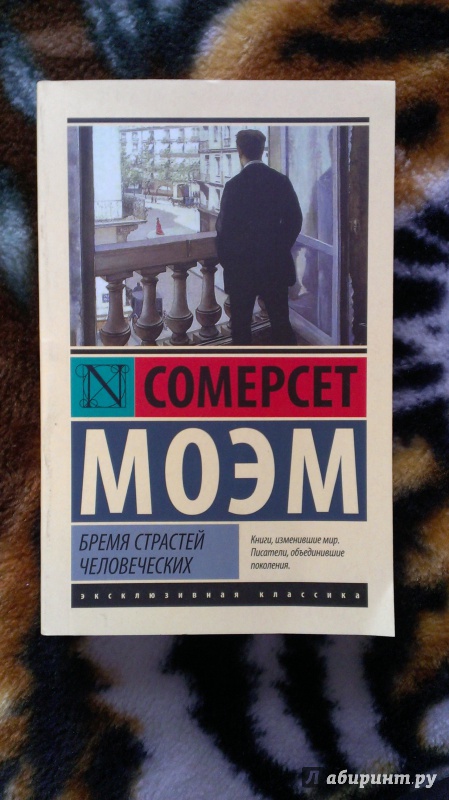 N СОМЕРСЕТ
МОЭМ
БРЕМЯ СТРАСТЕЙ
ЧЕЛОВЕЧЕСКИХ
Книги, изменившие мир.
Писатели, объединившие
поколения.
эксклюзивная классика
Лабиринт.ру